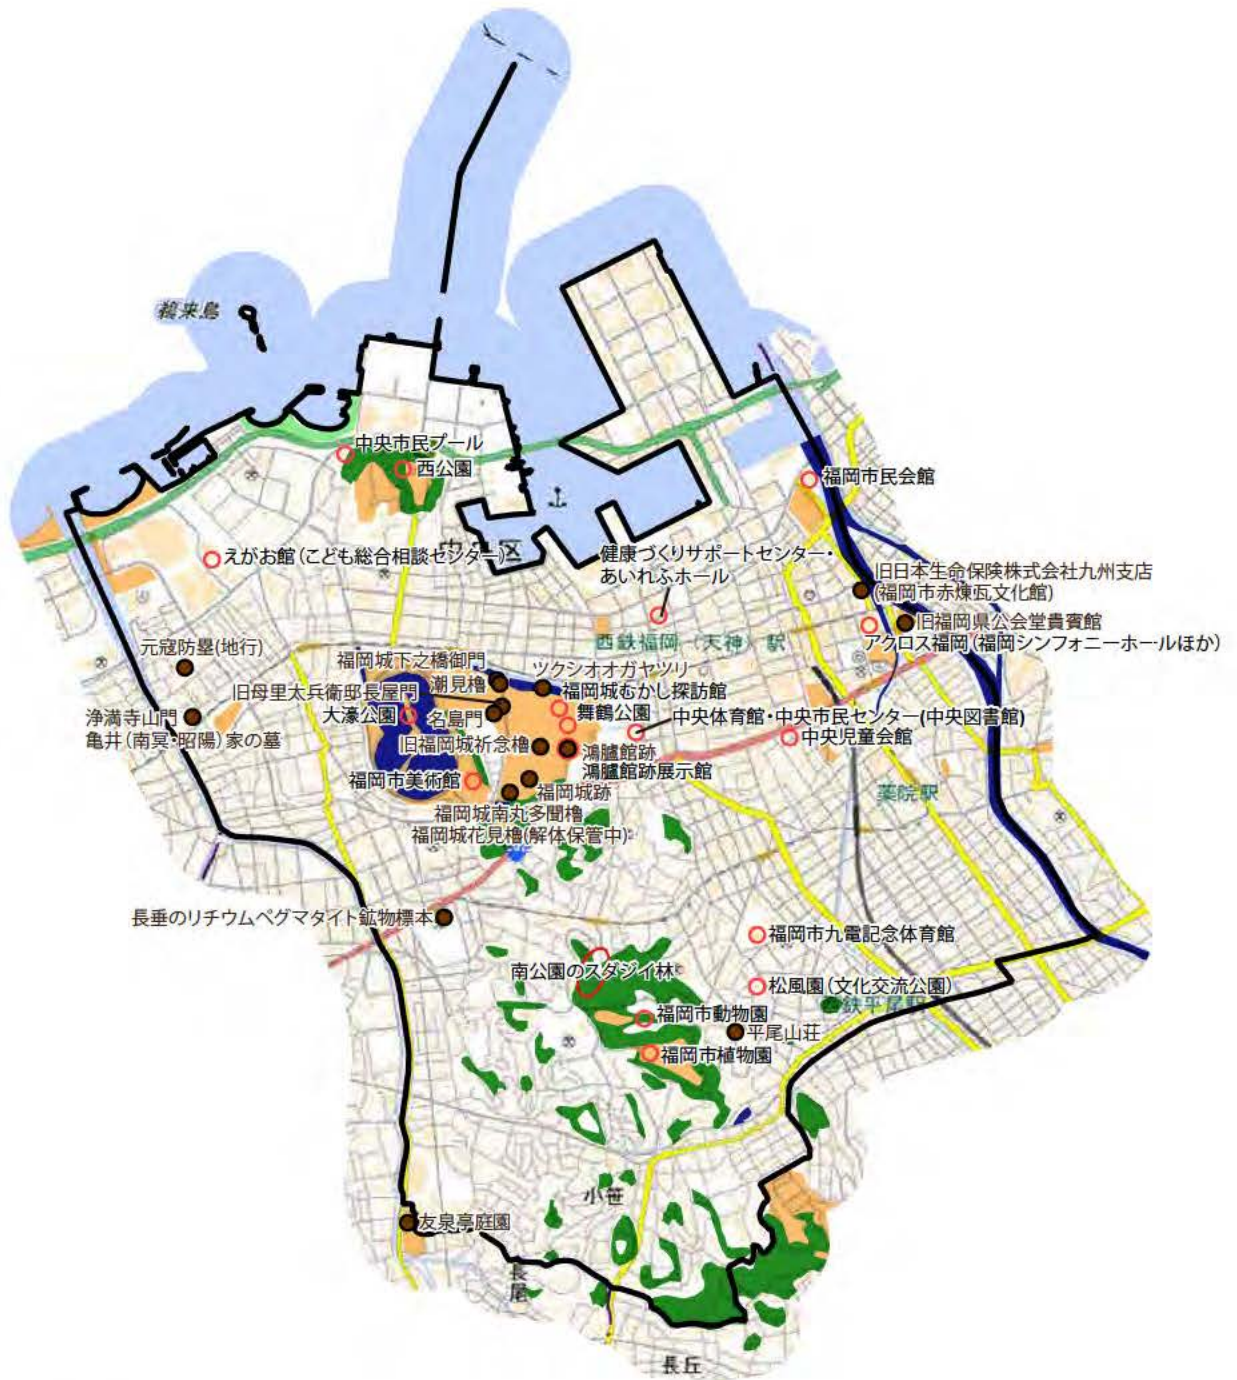 鵜来島
中央市民プール
西公園
福岡市民会館
中央区
えがお館(こども総合相談センター)
健康づくりサポートセンター・
あいれふホール
旧日本生命保険株式会社九州支店
(福岡市赤煉瓦文化館)
旧福岡県公会堂貴賓館
アクロス福岡(福岡シンフォニーホールほか)
西鉄福岡(天神)駅
元寇防塁(地行)
福岡城下之橋御門
ツクシオオガヤツリ
潮見櫓
福岡城むかし探訪館
旧母里太兵衛邸長屋門
舞鶴公園
大濠公園
名島門
浄満寺山門
亀井(南冥・昭陽)家の墓
中央体育館・中央市民センター(中央図書館)
中央児童会館
旧福岡城祈念櫓
鴻臚館跡
鴻臚館跡展示館
福岡市美術館
福岡城跡
薬院駅
福岡城南丸多聞櫓
福岡城花見櫓(解体保管中)
長垂のリチウムペグマタイト鉱物標本
福岡市九電記念体育館
南公園のスダジイ林
松風園(文化交流公園)
西鉄平尾駅
福岡市動物園
平尾山荘
福岡市植物園
小笹
友泉亭庭園
長尾
長丘